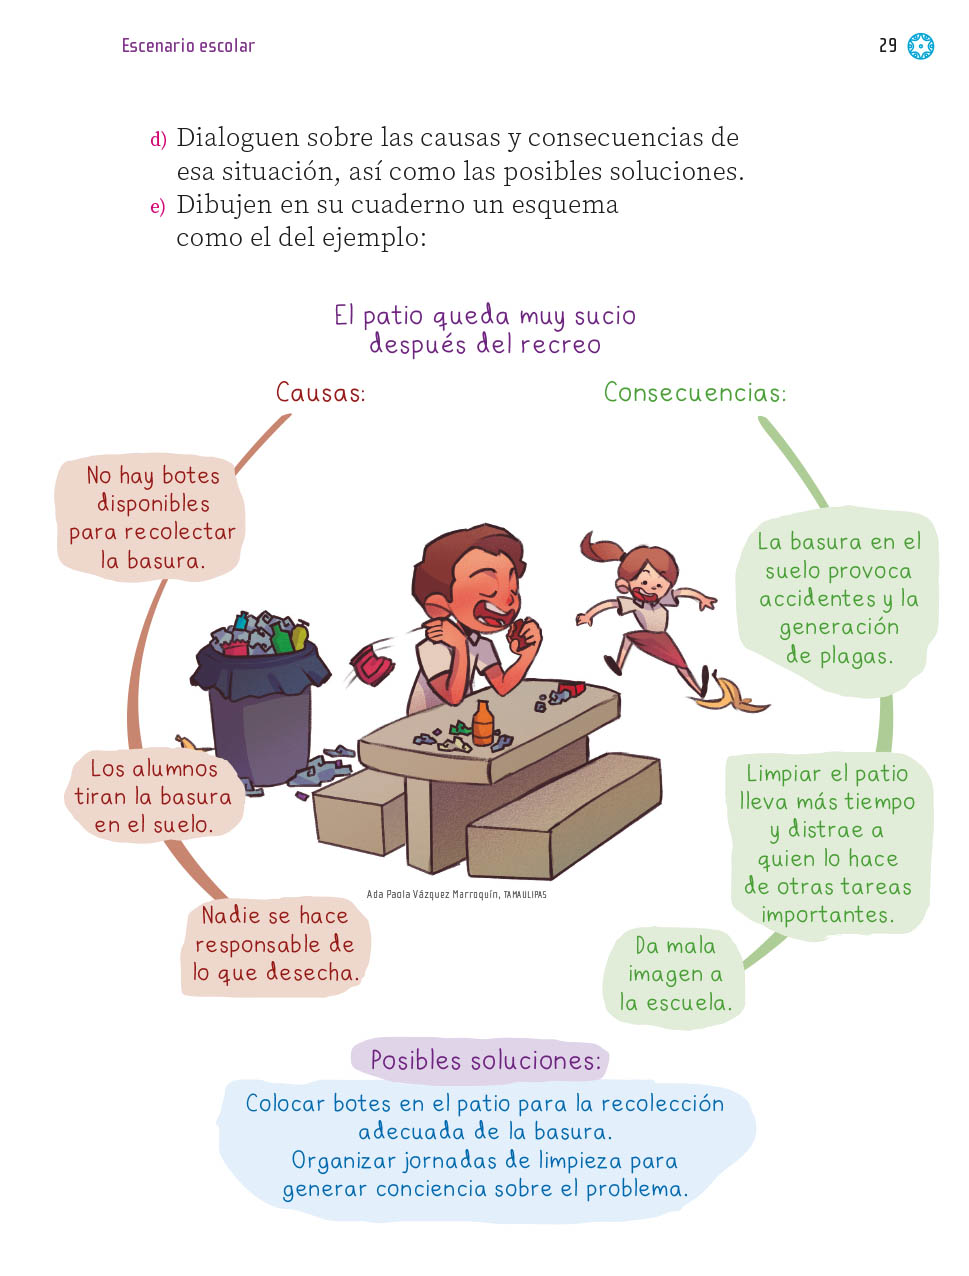 Escenario escolar
29
d) Dialoguen sobre las causas y consecuencias de
esa situación, así como las posibles soluciones.
e) Dibujen en su cuaderno un esquema
como el del ejemplo:
El patio queda muy sucio
después del recreo
Causas:
No hay botes
disponibles
para recolectar
la basura.
Los alumnos
tiran la basura
en el suelo.
Nadie se hace
responsable de
lo que desecha.
Consecuencias:
La basura en el
suelo provoca
accidentes y la
generación
de plagas.
Limpiar el patio
lleva más tiempo
y distrae a
quien lo hace
de otras tareas
importantes.
Da mala
imagen a
la escuela.
Ada Paola Vázquez Marroquín, TAMAULIPAS
Posibles soluciones:
Colocar botes en el patio para la recolección
adecuada de la basura.
Organizar jornadas de limpieza para
generar conciencia sobre el problema.